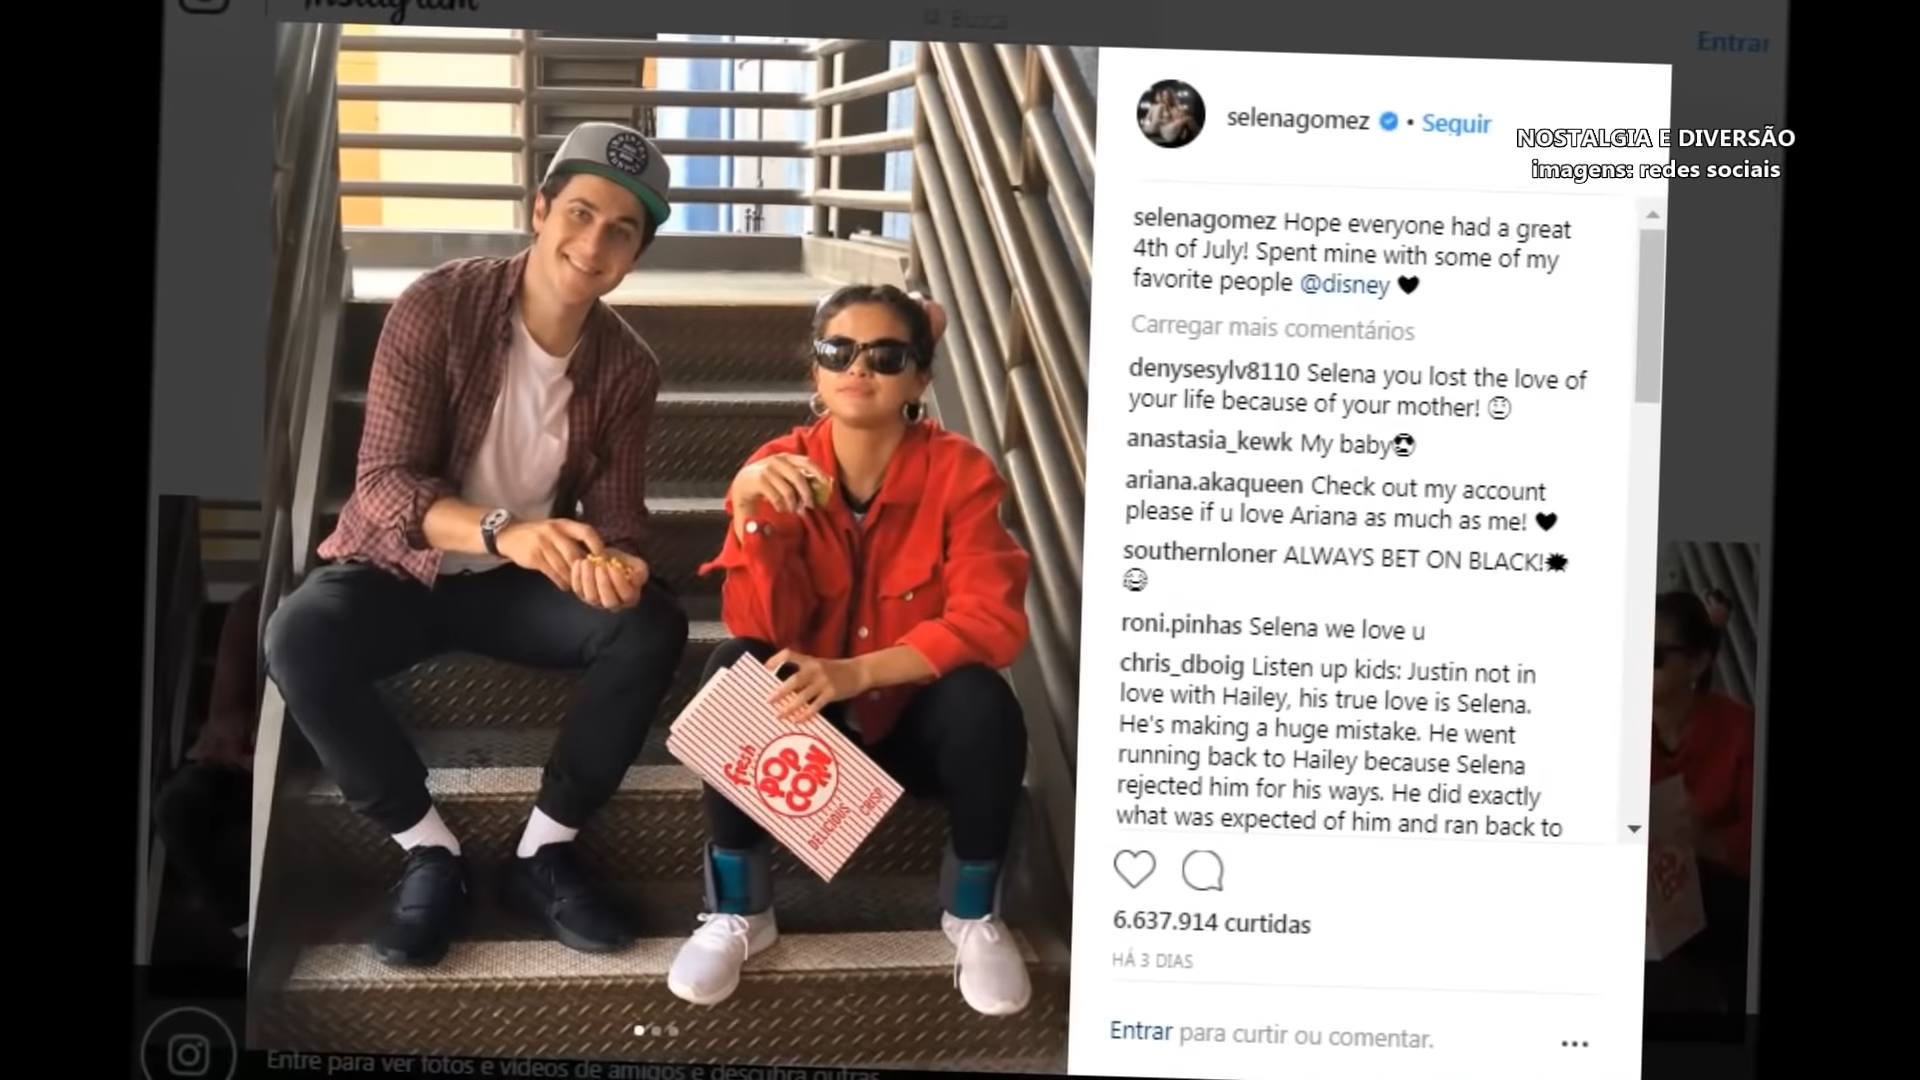 Instagram
Busca
Entrar
selenagomez • Seguir
NOSTALGIA E DIVERSÃO
imagens: redes sociais
selenagomez Hope everyone had a great
4th of July! Spent mine with some of my
favorite people @disney 🖤
Carregar mais comentários
denysesylv8110 Selena you lost the love of
your life because of your mother!
anastasia_kewk My baby
ariana.akaqueen Check out my account
please if u love Ariana as much as me! 🖤
southernloner ALWAYS BET ON BLACK!
roni.pinhas Selena we love u
chris_dboig Listen up kids: Justin not in
love with Hailey, his true love is Selena.
He's making a huge mistake. He went
running back to Hailey because Selena
rejected him for his ways. He did exactly
what was expected of him and ran back to
fresh
POP
CORN
DELICIOUS CRISP
6.637.914 curtidas
HÁ 3 DIAS
Entrar para curtir ou comentar.
Entre para ver fotos e vídeos de amigos e descubra outras